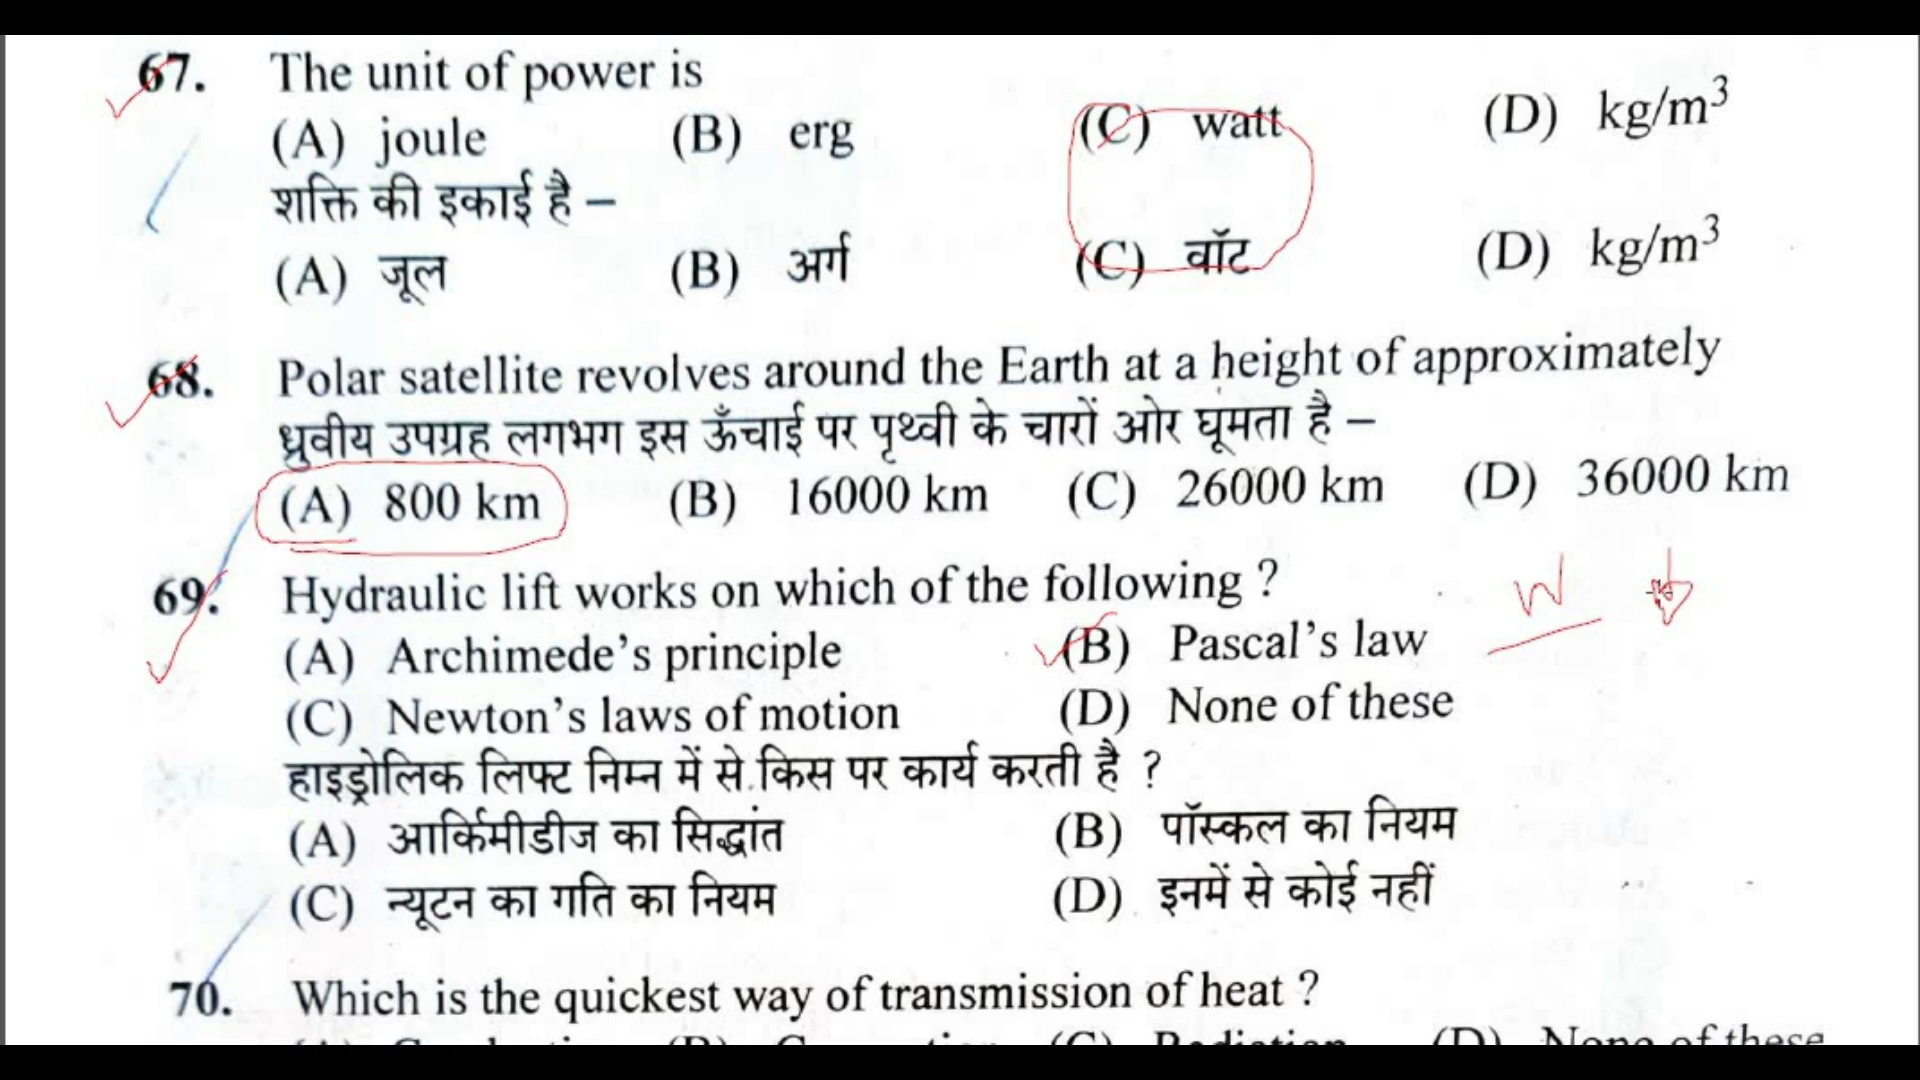 67. The unit of power is
(A) joule (B) erg (C) watt (D) kg/m³
शक्ति की इकाई है –
(A) जूल (B) अर्ग (C) वॉट (D) kg/m³
68. Polar satellite revolves around the Earth at a height of approximately
ध्रुवीय उपग्रह लगभग इस ऊँचाई पर पृथ्वी के चारों ओर घूमता है –
(A) 800 km (B) 16000 km (C) 26000 km (D) 36000 km
69. Hydraulic lift works on which of the following ?
W
(A) Archimede's principle (B) Pascal's law
(C) Newton's laws of motion (D) None of these
हाइड्रोलिक लिफ्ट निम्न में से किस पर कार्य करती है ?
(A) आर्किमीडीज का सिद्धांत (B) पॉस्कल का नियम
(C) न्यूटन का गति का नियम (D) इनमें से कोई नहीं
70. Which is the quickest way of transmission of heat ?
(C) Radiation (D) None of these